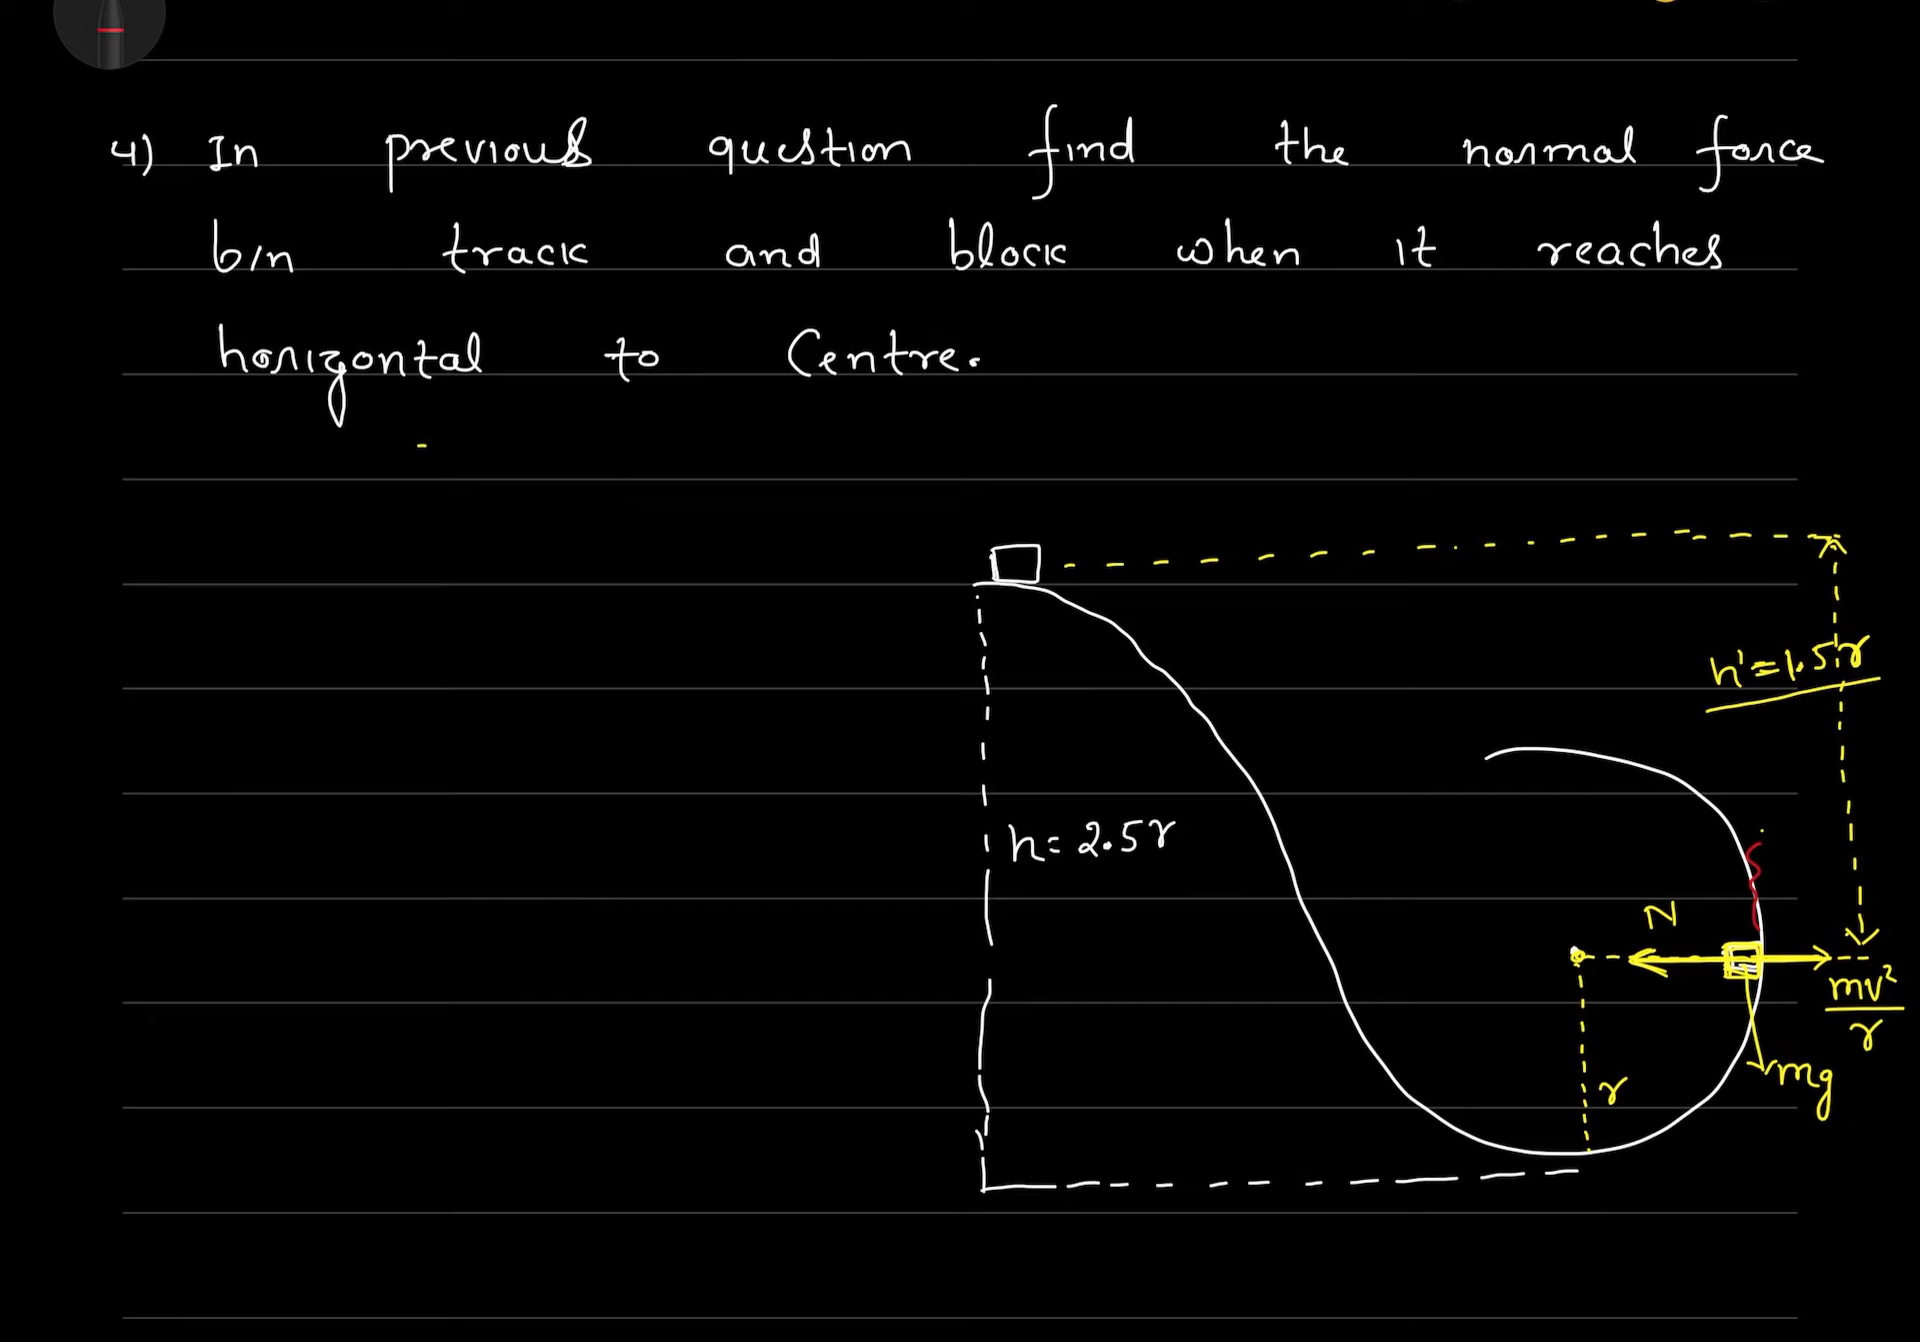 4) In previous question find the normal force
b/n track and block when it reaches
horizontal to Centre.
h'=1.5r
h= 2.5r
N
mv²/r
mg
r